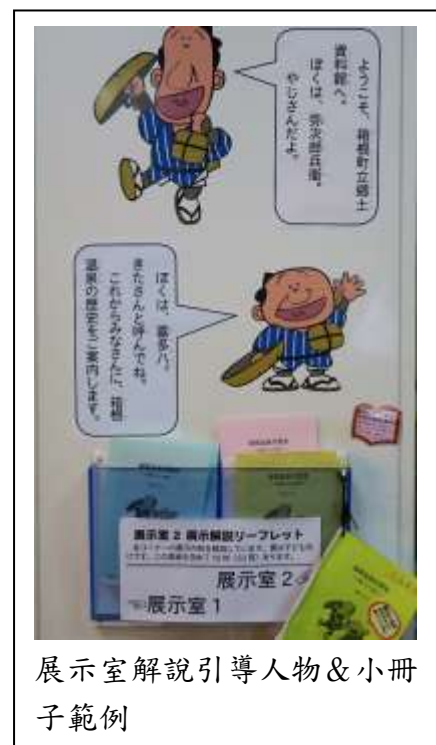 ようこそ、箱根町立郷土
資料館へ。
ぼくは、弥次郎兵衛。
やじさんだよ。
ぼくは、喜多八。
きたさんと呼んでね。
これからみなさんに、箱根
温泉の歴史をご案内します。
展示室2 展示解説リーフレット
展示室2
展示室1
展示室解說引導人物＆小冊
子範例